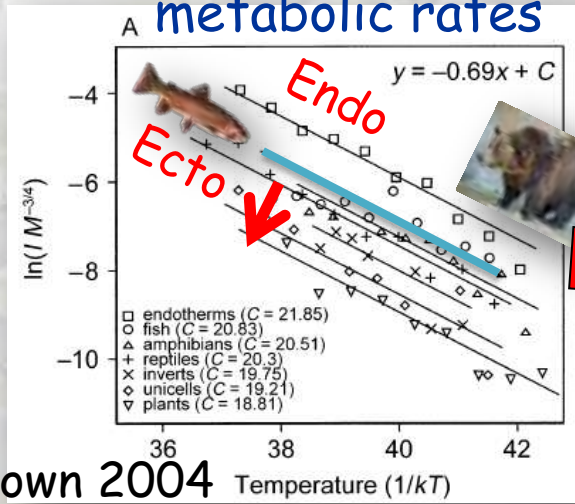 metabolic rates
A
y = –0.69x + C
Endo
Ecto
–4
–6
–8
–10
ln(I M–3/4)
endotherms (C = 21.85)
fish (C = 20.83)
amphibians (C = 20.51)
reptiles (C = 20.3)
inverts (C = 19.75)
unicells (C = 19.21)
plants (C = 18.81)
36 38 40 42
own 2004 Temperature (1/kT)